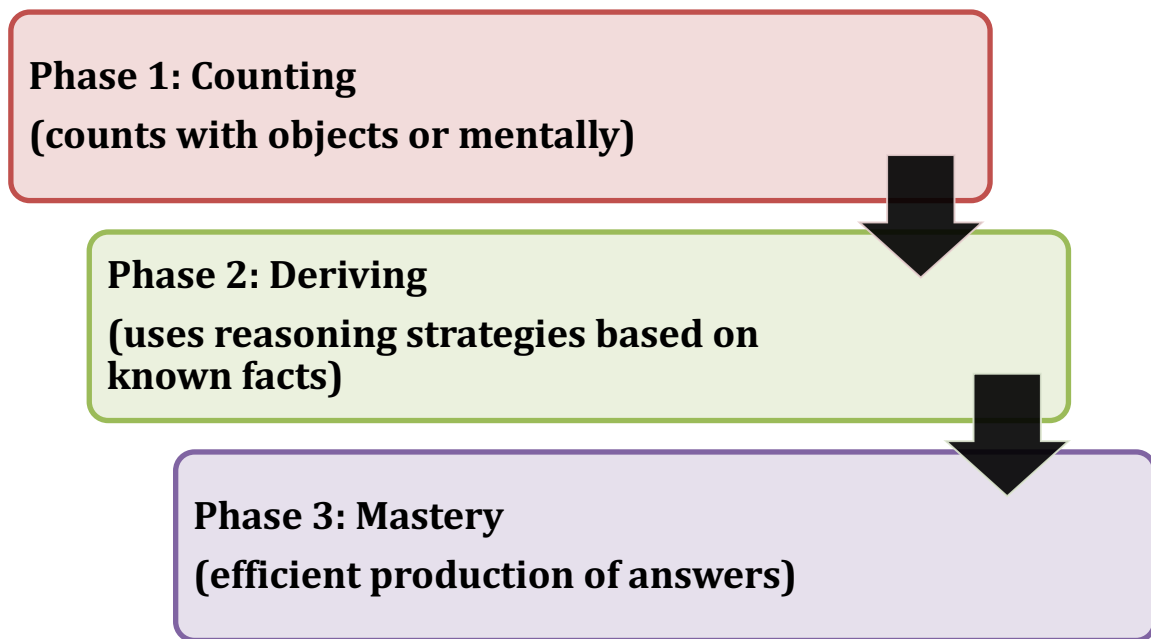 Phase 1: Counting
(counts with objects or mentally)
Phase 2: Deriving
(uses reasoning strategies based on
known facts)
Phase 3: Mastery
(efficient production of answers)